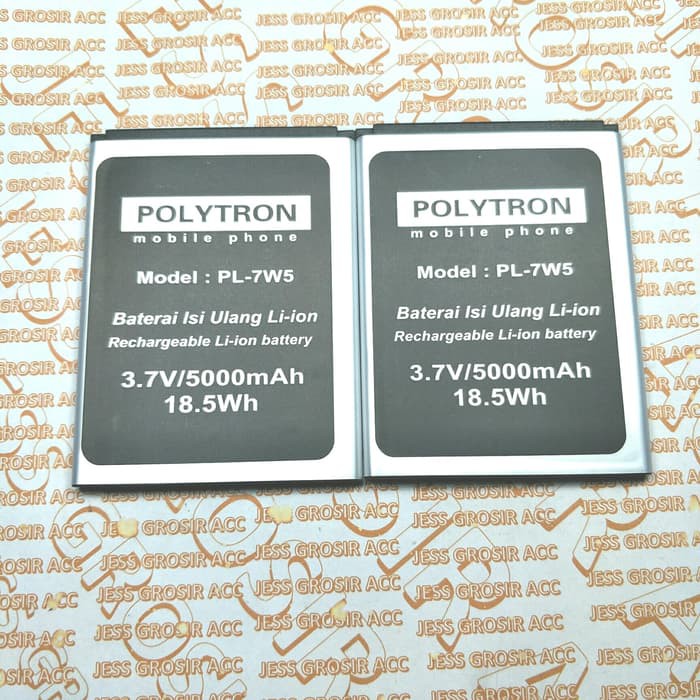 POLYTRON
mobile phone
Model : PL-7W5
Baterai Isi Ulang Li-ion
Rechargeable Li-ion battery
3.7V/5000mAh
18.5Wh
POLYTRON
mobile phone
Model : PL-7W5
Baterai Isi Ulang Li-ion
Rechargeable Li-ion battery
3.7V/5000mAh
18.5Wh
JESS GROSIR ACC